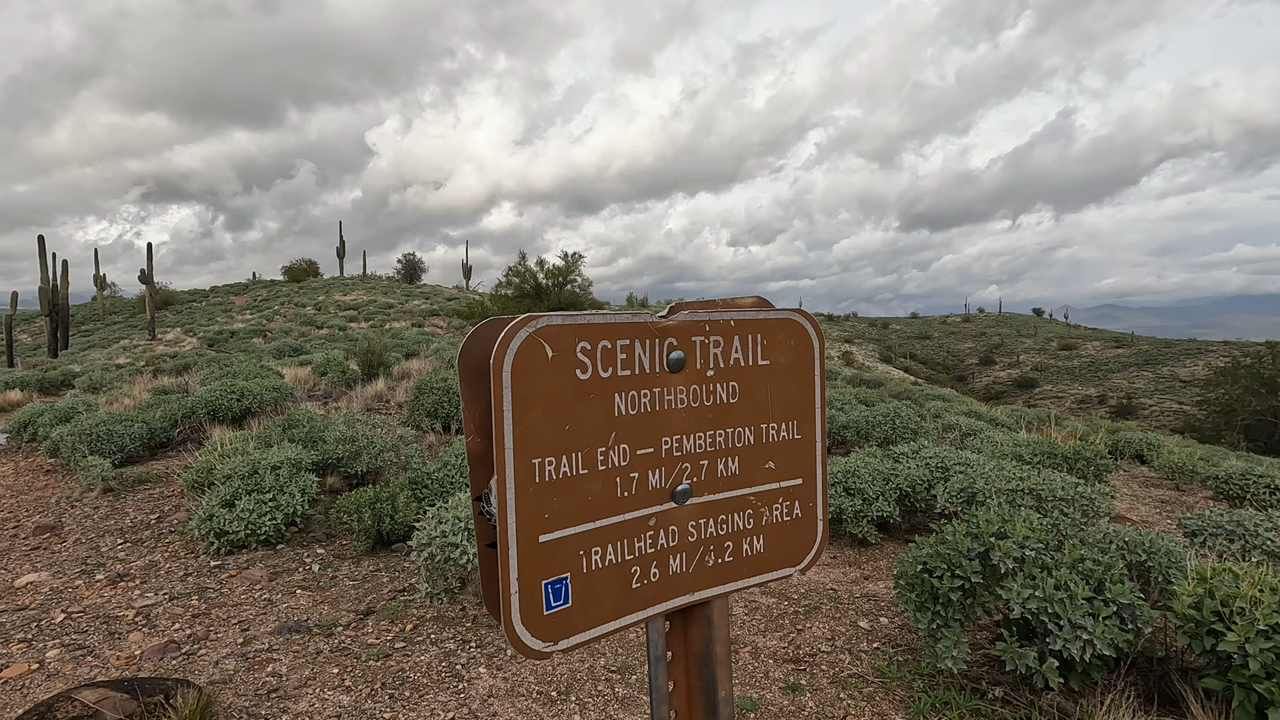 SCENIC TRAIL
NORTHBOUND
TRAIL END — PEMBERTON TRAIL
1.7 MI/2.7 KM
TRAILHEAD STAGING AREA
2.6 MI/4.2 KM